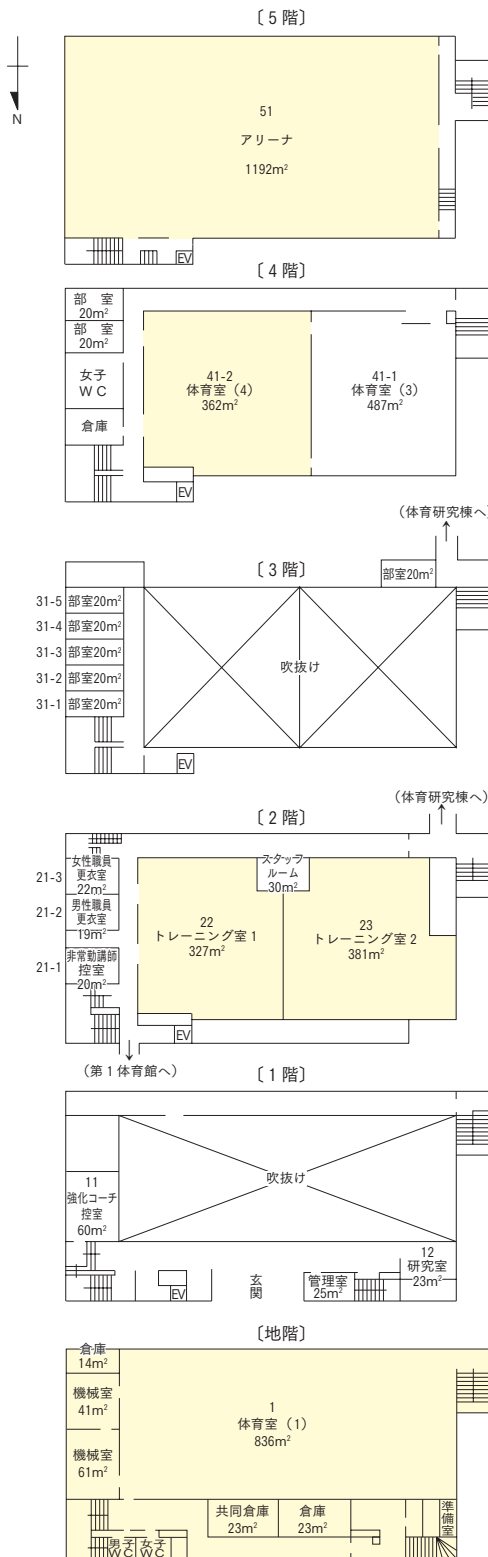 〔5階〕
N
51
アリーナ
1192m²
EV
〔4階〕
部 室
20m²
部 室
20m²
女子
WC
倉庫
41-2
体育室（4）
362m²
41-1
体育室（3）
487m²
EV
（体育研究棟へ）
〔3階〕
部室20m²
31-5 部室20m²
31-4 部室20m²
31-3 部室20m²
31-2 部室20m²
31-1 部室20m²
吹抜け
EV
（体育研究棟へ）
〔2階〕
21-3
女性職員
更衣室
22m²
21-2
男性職員
更衣室
19m²
21-1
非常勤講師
控室
20m²
スタッフ
ルーム
30m²
22
トレーニング室1
327m²
23
トレーニング室2
381m²
EV
（第1体育館へ）
〔1階〕
吹抜け
11
強化コーチ
控室
60m²
EV
玄
関
管理室
25m²
12
研究室
23m²
〔地階〕
倉庫
14m²
機械室
41m²
機械室
61m²
1
体育室（1）
836m²
共同倉庫
23m²
倉庫
23m²
準備室
男子
WC
女子
WC